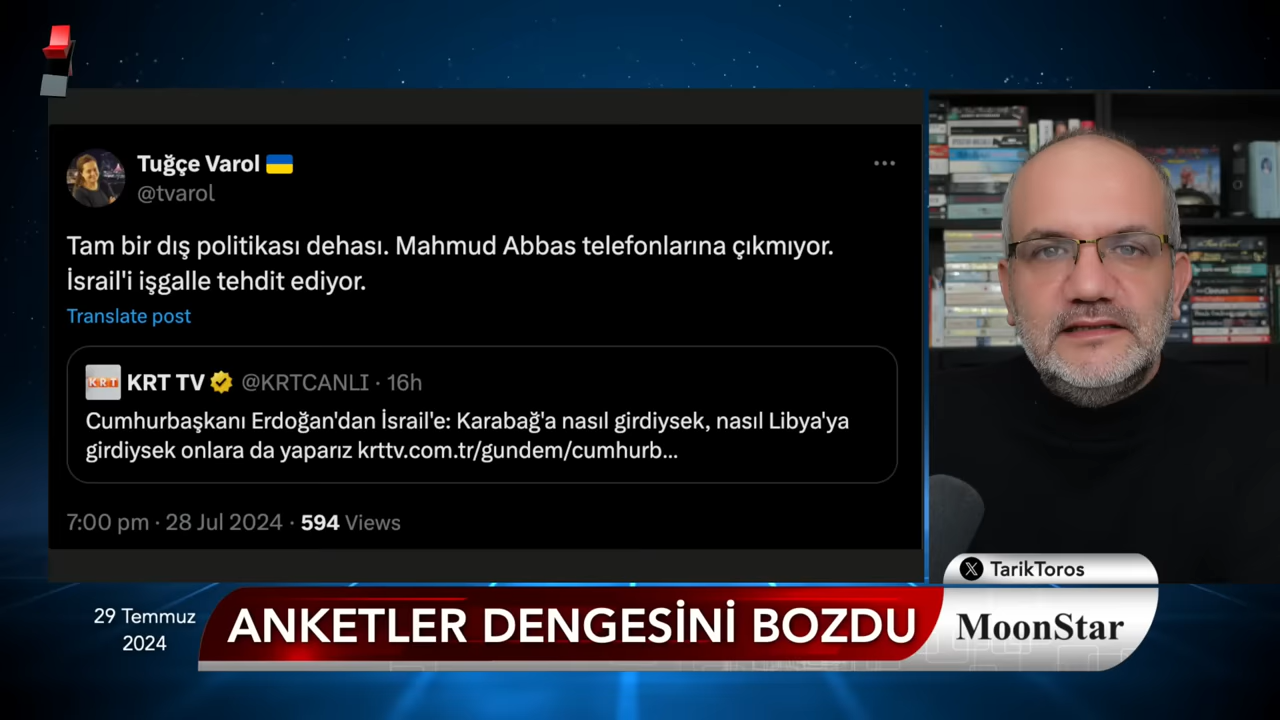 Tuğçe Varol
@tvarol
Tam bir dış politikası dehası. Mahmud Abbas telefonlarına çıkmıyor.
İsrail'i işgalle tehdit ediyor.
Translate post
KRT
KRT TV @KRTCANLI · 16h
Cumhurbaşkanı Erdoğan'dan İsrail'e: Karabağ'a nasıl girdiysek, nasıl Libya'ya
girdiysek onlara da yaparız krttv.com.tr/gundem/cumhurb...
7:00 pm · 28 Jul 2024 · 594 Views
X TarikToros
29 Temmuz
2024
ANKETLER DENGESİNİ BOZDU
MoonStar